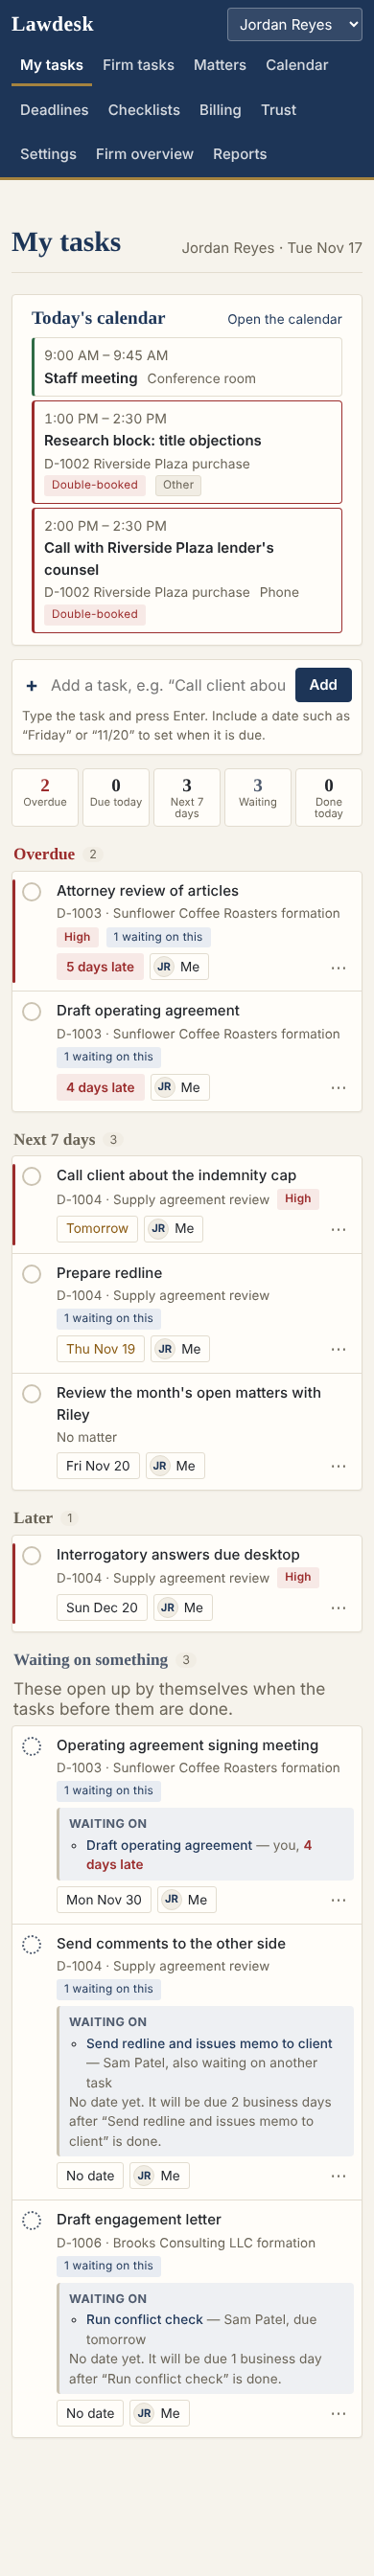 Lawdesk
Jordan Reyes
My tasks Firm tasks Matters Calendar
Deadlines Checklists Billing Trust
Settings Firm overview Reports
My tasks
Jordan Reyes · Tue Nov 17
Today's calendar
Open the calendar
9:00 AM – 9:45 AM
Staff meeting Conference room
1:00 PM – 2:30 PM
Research block: title objections
D-1002 Riverside Plaza purchase
Double-booked Other
2:00 PM – 2:30 PM
Call with Riverside Plaza lender's
counsel
D-1002 Riverside Plaza purchase Phone
Double-booked
+ Add a task, e.g. “Call client abou Add
Type the task and press Enter. Include a date such as
“Friday” or “11/20” to set when it is due.
2 0 3 3 0
Overdue Due today Next 7 days Waiting Done today
Overdue 2
Attorney review of articles
D-1003 · Sunflower Coffee Roasters formation
High 1 waiting on this
5 days late JR Me ⋯
Draft operating agreement
D-1003 · Sunflower Coffee Roasters formation
1 waiting on this
4 days late JR Me ⋯
Next 7 days 3
Call client about the indemnity cap
D-1004 · Supply agreement review High
Tomorrow JR Me ⋯
Prepare redline
D-1004 · Supply agreement review
1 waiting on this
Thu Nov 19 JR Me ⋯
Review the month's open matters with
Riley
No matter
Fri Nov 20 JR Me ⋯
Later 1
Interrogatory answers due desktop
D-1004 · Supply agreement review High
Sun Dec 20 JR Me ⋯
Waiting on something 3
These open up by themselves when the
tasks before them are done.
Operating agreement signing meeting
D-1003 · Sunflower Coffee Roasters formation
1 waiting on this
WAITING ON
Draft operating agreement — you, 4
days late
Mon Nov 30 JR Me ⋯
Send comments to the other side
D-1004 · Supply agreement review
1 waiting on this
WAITING ON
Send redline and issues memo to client
— Sam Patel, also waiting on another
task
No date yet. It will be due 2 business days
after “Send redline and issues memo to
client” is done.
No date JR Me ⋯
Draft engagement letter
D-1006 · Brooks Consulting LLC formation
1 waiting on this
WAITING ON
Run conflict check — Sam Patel, due
tomorrow
No date yet. It will be due 1 business day
after “Run conflict check” is done.
No date JR Me ⋯